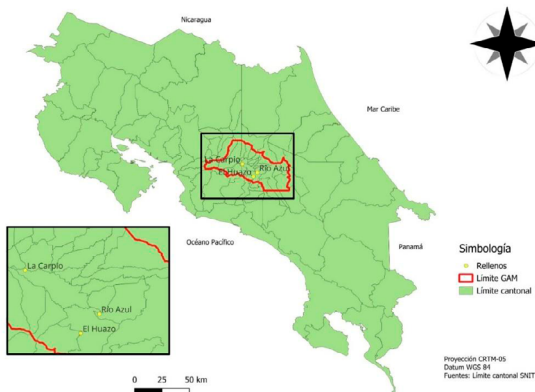 Nicaragua
Mar Caribe
La Carpio
Río Azul
El Huazo
Océano Pacífico
Panamá
La Carpio
Río Azul
El Huazo
Simbología
Rellenos
Límite GAM
Límite cantonal
0 25 50 km
Proyección CRTM-05
Datum WGS 84
Fuentes: Límite cantonal SNIT